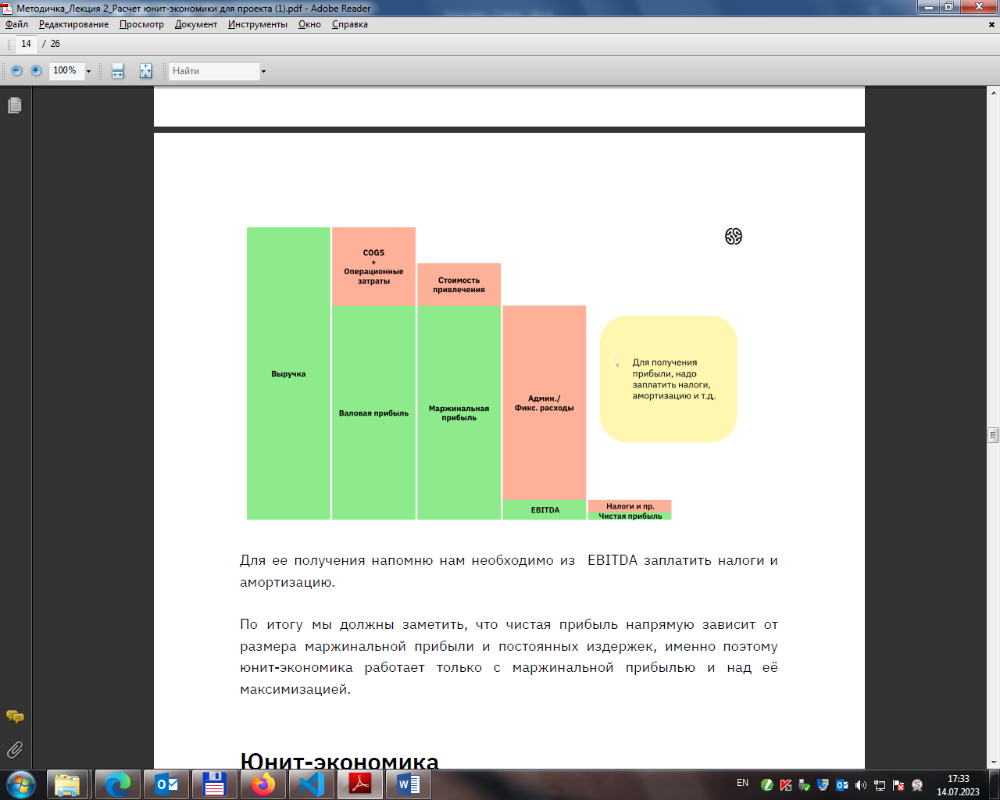 Методичка_Лекция 2_Расчет юнит-экономики для проекта (1).pdf - Adobe Reader
Файл Редактирование Просмотр Документ Инструменты Окно Справка
14 / 26
100% Найти
COGS
+
Операционные
затраты
Стоимость
привлечения
Выручка
Валовая прибыль
Маржинальная
прибыль
Админ./
Фикс. расходы
EBITDA
Налоги и пр.
Чистая прибыль
Для получения
прибыли, надо
заплатить налоги,
амортизацию и т.д.
Для ее получения напомню нам необходимо из EBITDA заплатить налоги и
амортизацию.
По итогу мы должны заметить, что чистая прибыль напрямую зависит от
размера маржинальной прибыли и постоянных издержек, именно поэтому
юнит-экономика работает только с маржинальной прибылью и над её
максимизацией.
Юнит-экономика
EN
17:33
14.07.2023